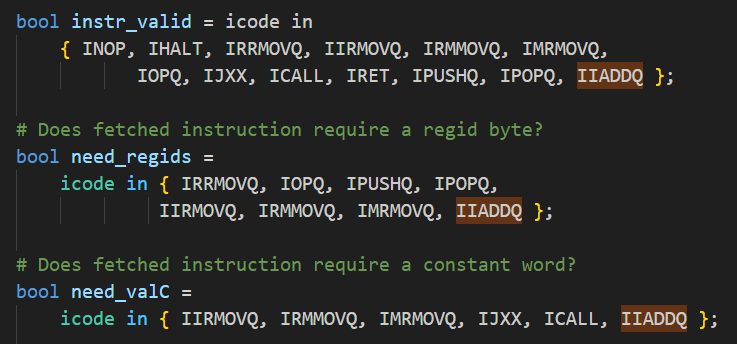 bool instr_valid = icode in
{ INOP, IHALT, IRRMOVQ, IIRMOVQ, IRMMOVQ, IMRMOVQ,
IOPQ, IJXX, ICALL, IRET, IPUSHQ, IPOPQ, IIADDQ };
# Does fetched instruction require a regid byte?
bool need_regids =
icode in { IRRMOVQ, IOPQ, IPUSHQ, IPOPQ,
IIRMOVQ, IRMMOVQ, IMRMOVQ, IIADDQ };
# Does fetched instruction require a constant word?
bool need_valC =
icode in { IIRMOVQ, IRMMOVQ, IMRMOVQ, IJXX, ICALL, IIADDQ };